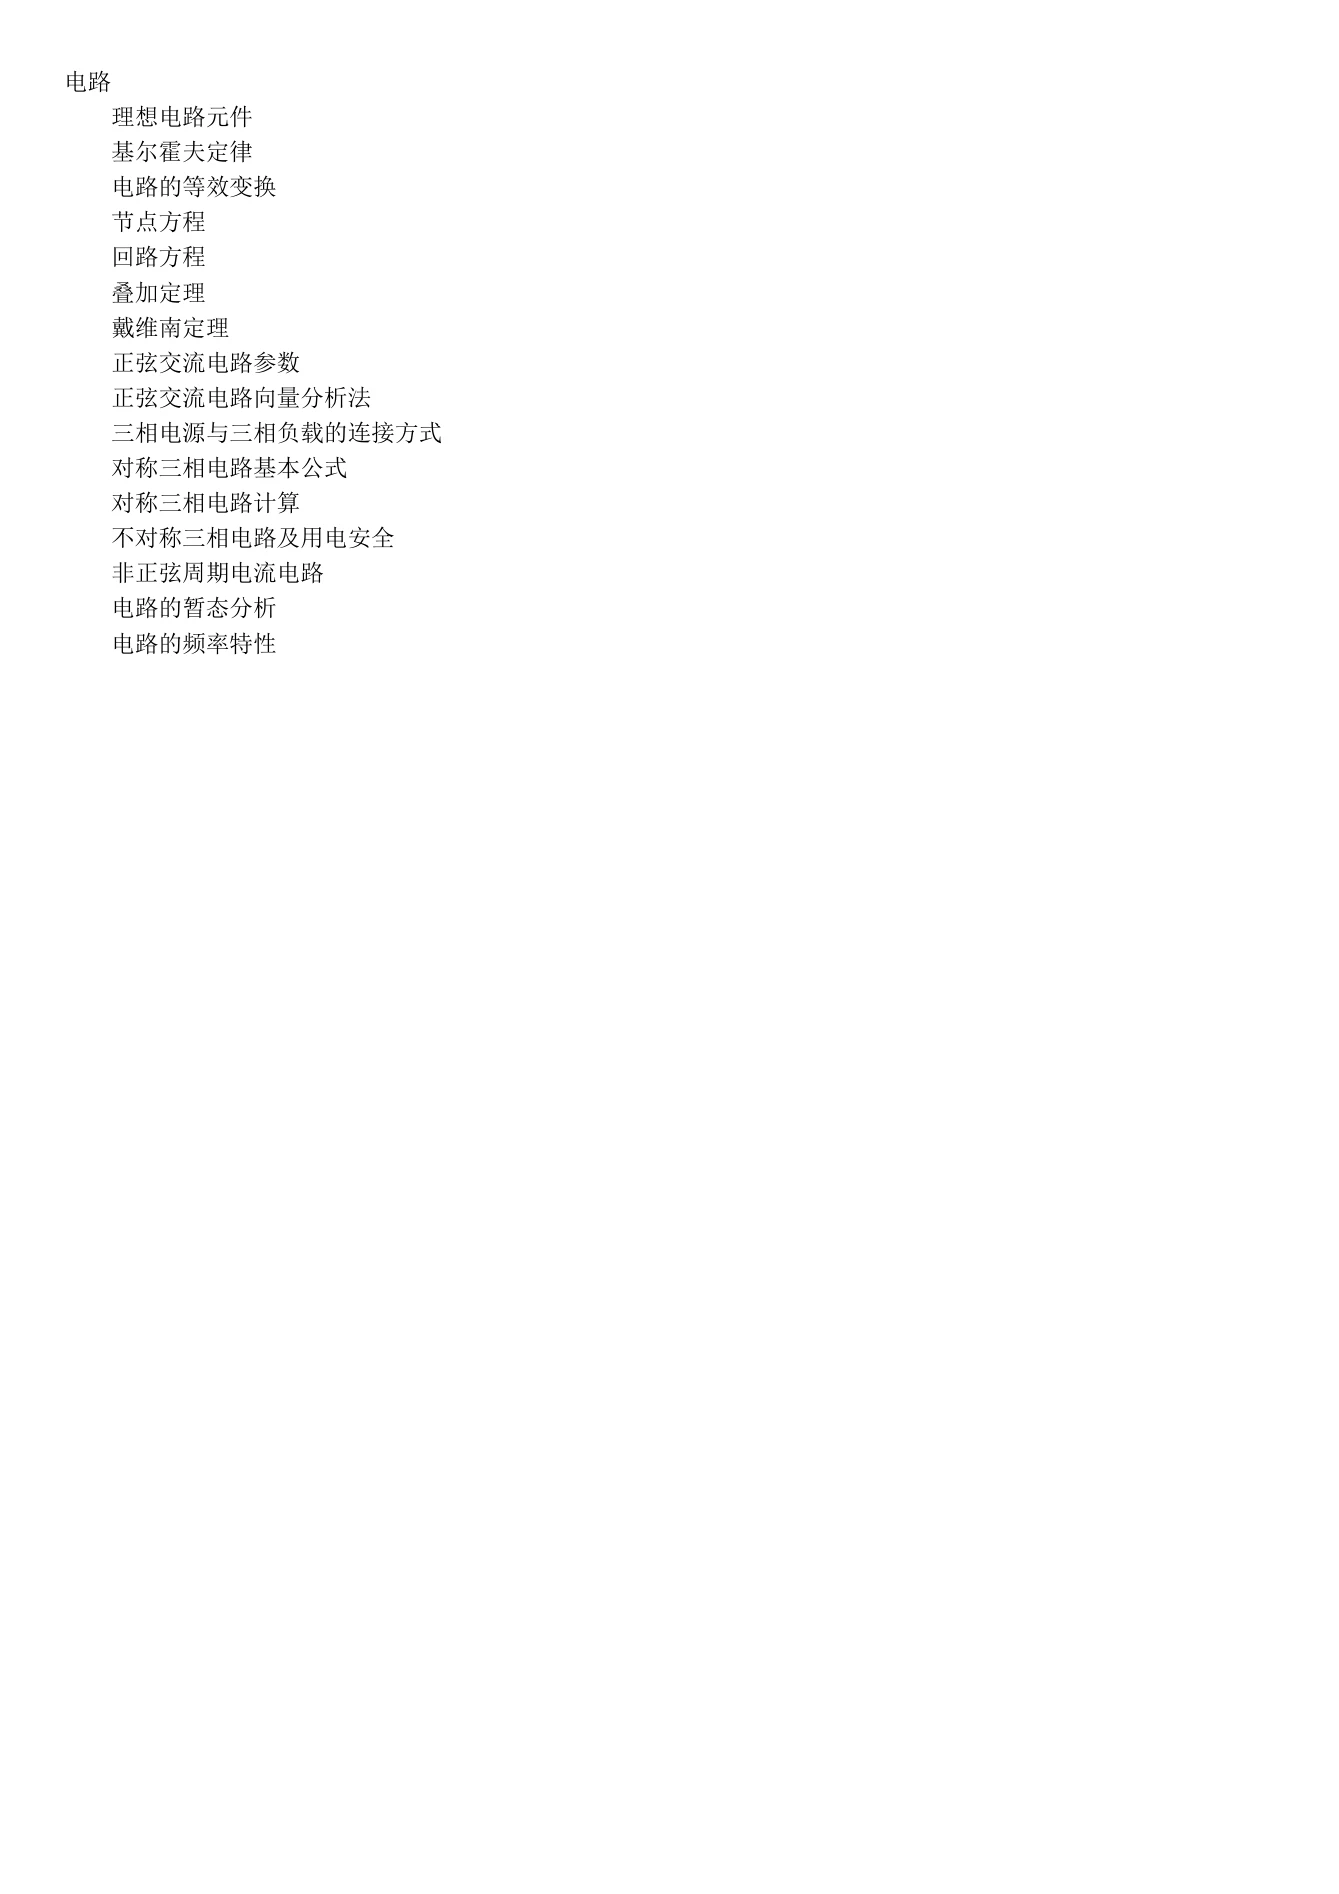 电路
理想电路元件
基尔霍夫定律
电路的等效变换
节点方程
回路方程
叠加定理
戴维南定理
正弦交流电路参数
正弦交流电路向量分析法
三相电源与三相负载的连接方式
对称三相电路基本公式
对称三相电路计算
不对称三相电路及用电安全
非正弦周期电流电路
电路的暂态分析
电路的频率特性